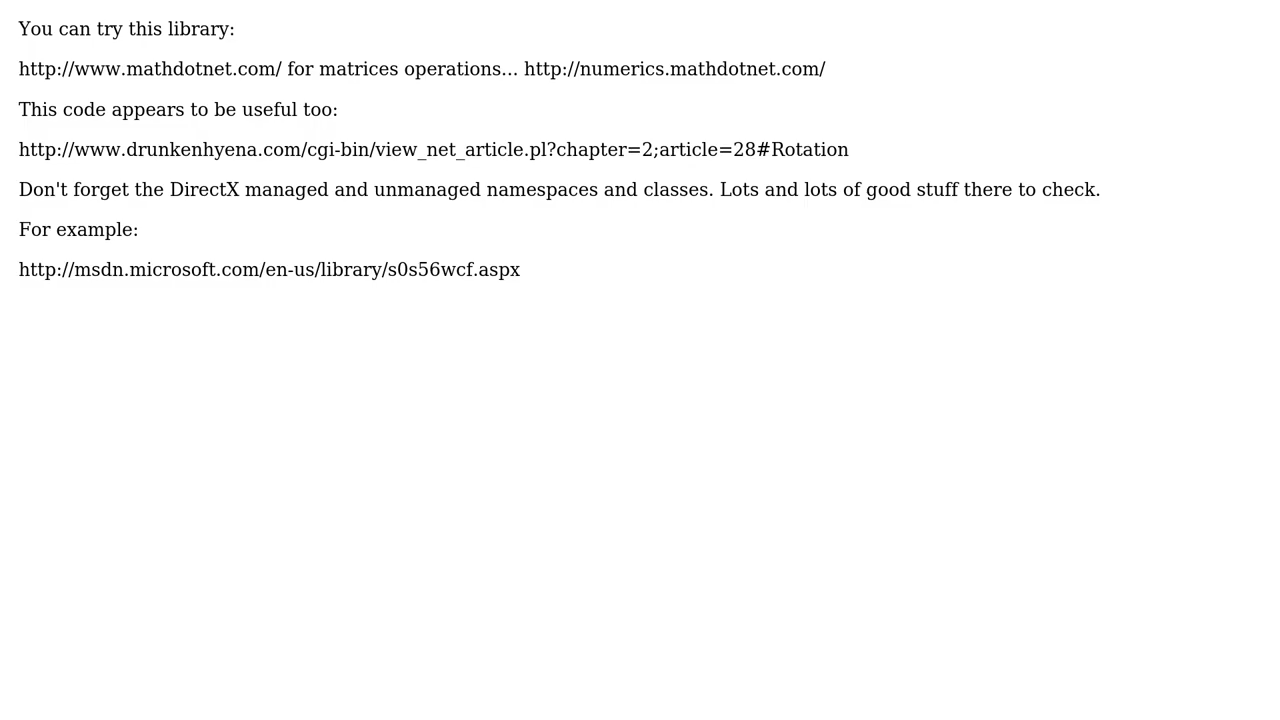 You can try this library:
http://www.mathdotnet.com/ for matrices operations... http://numerics.mathdotnet.com/
This code appears to be useful too:
http://www.drunkenhyena.com/cgi-bin/view_net_article.pl?chapter=2;article=28#Rotation
Don't forget the DirectX managed and unmanaged namespaces and classes. Lots and lots of good stuff there to check.
For example:
http://msdn.microsoft.com/en-us/library/s0s56wcf.aspx